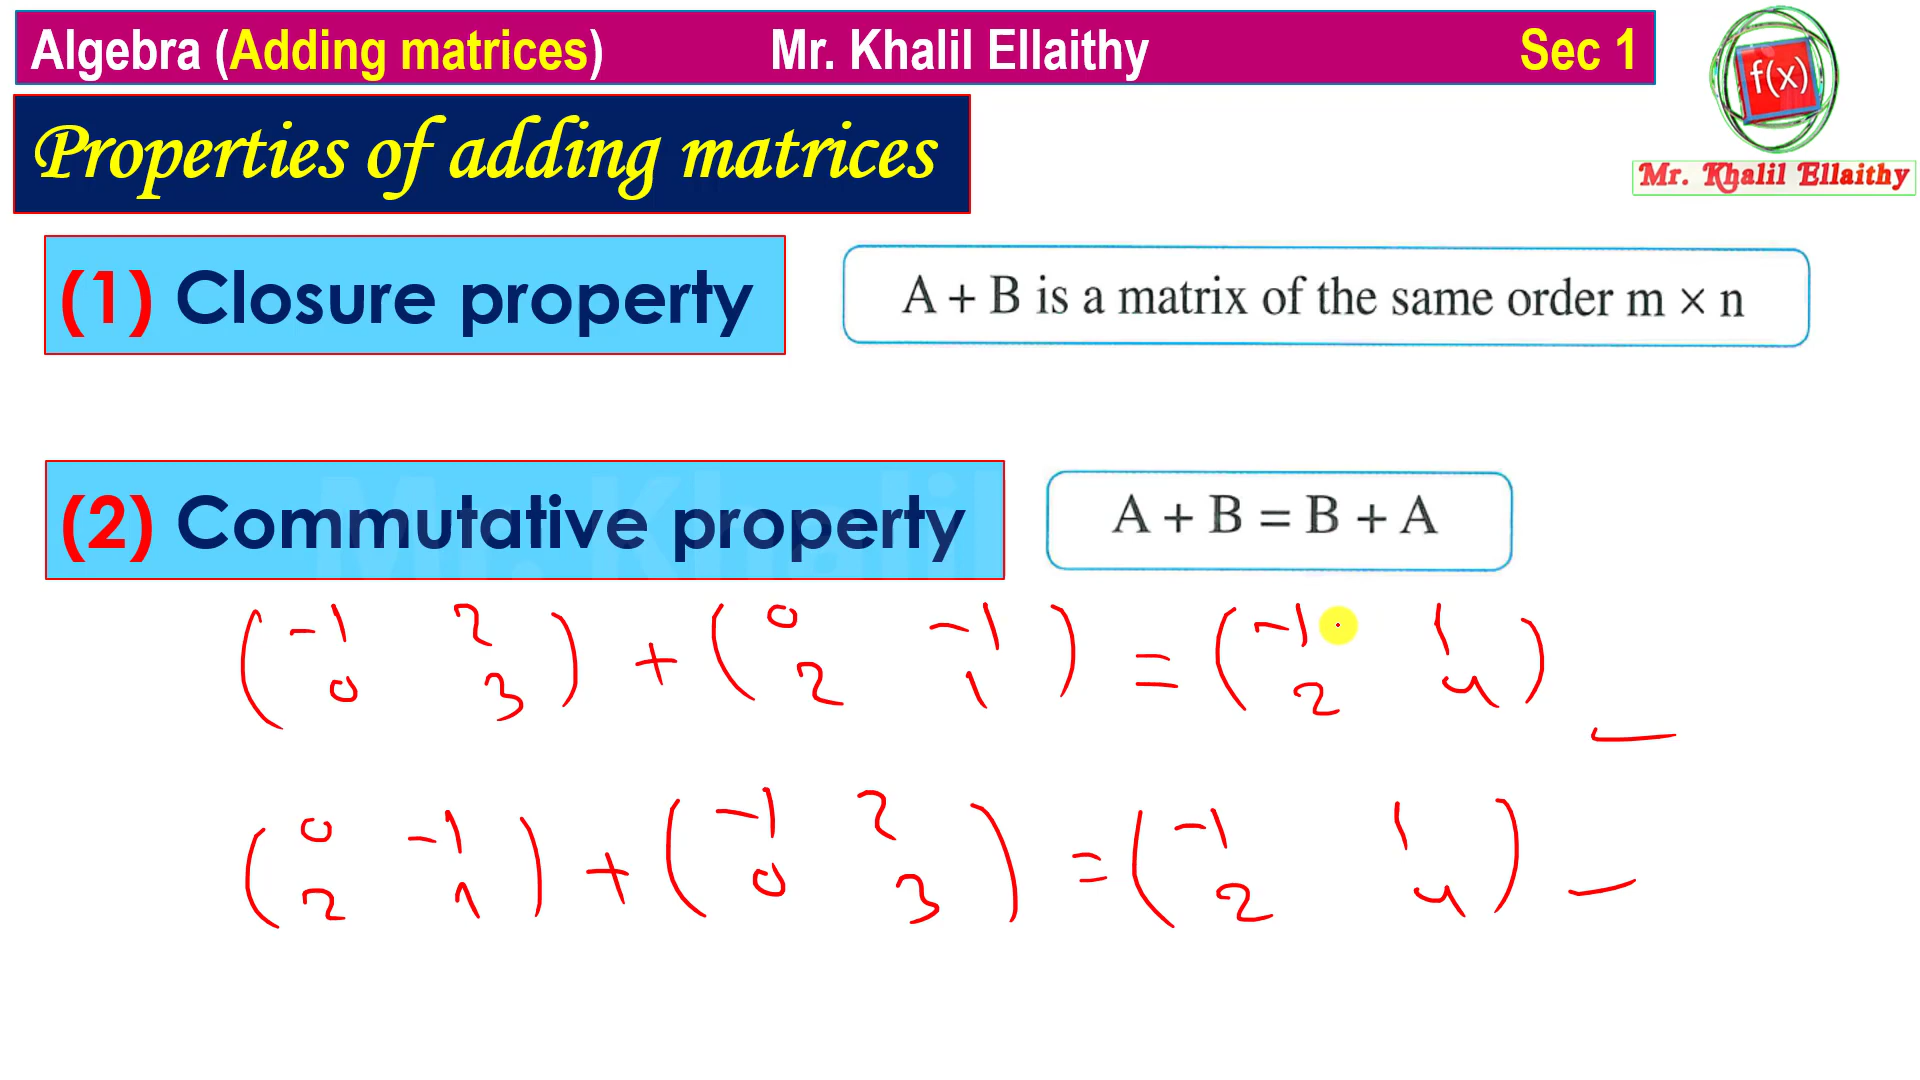 Algebra (Adding matrices) Mr. Khalil Ellaithy Sec 1
f(x)
Mr. Khalil Ellaithy
Properties of adding matrices
(1) Closure property
A + B is a matrix of the same order m × n
(2) Commutative property
A + B = B + A
Mr. Khalil
( -1 2 ) + ( 0 -1 ) = ( -1 1 )
( 0 3 ) ( 2 1 ) ( 2 4 )
( 0 -1 ) + ( -1 2 ) = ( -1 1 )
( 2 1 ) ( 0 3 ) ( 2 4 )